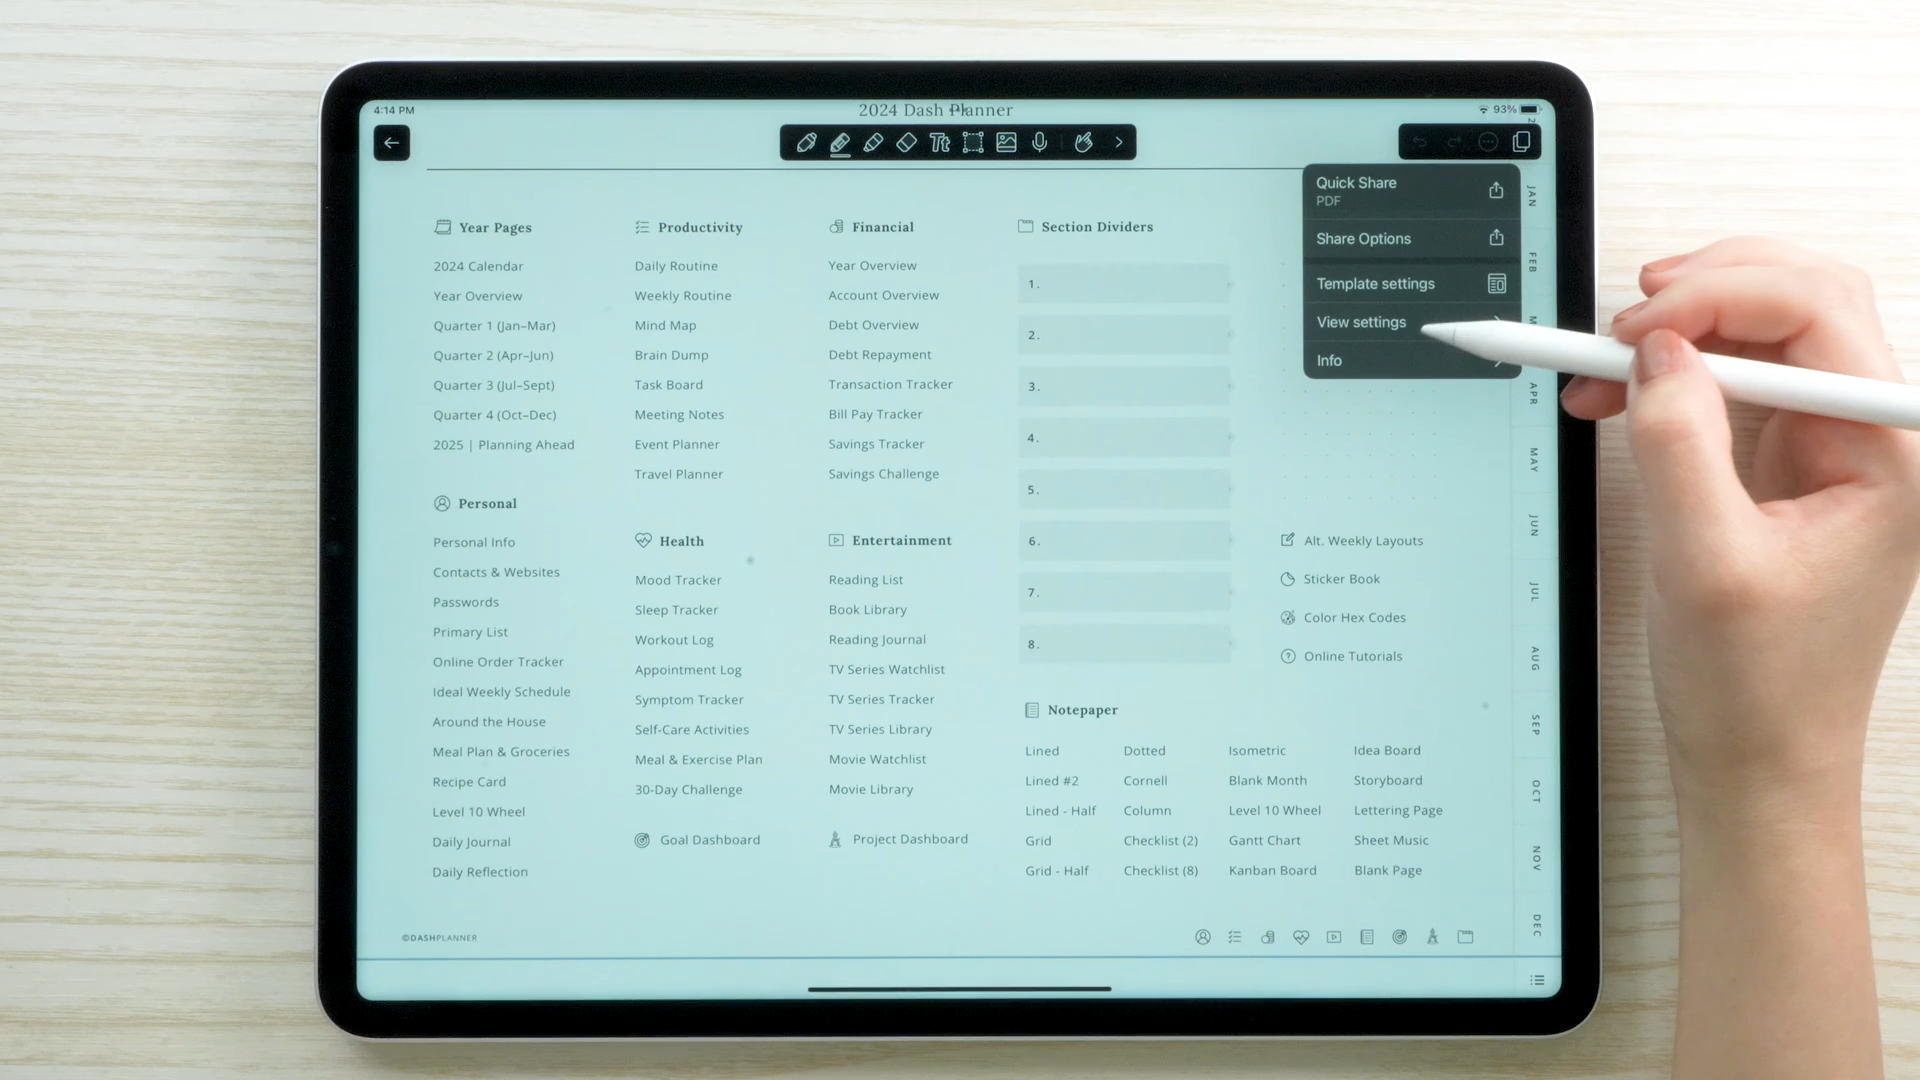 4:14 PM
2024 Dash Planner
93%
Tt
Quick Share
PDF
Share Options
Template settings
View settings
Info
Year Pages
2024 Calendar
Year Overview
Quarter 1 (Jan–Mar)
Quarter 2 (Apr–Jun)
Quarter 3 (Jul–Sept)
Quarter 4 (Oct–Dec)
2025 | Planning Ahead
Personal
Personal Info
Contacts & Websites
Passwords
Primary List
Online Order Tracker
Ideal Weekly Schedule
Around the House
Meal Plan & Groceries
Recipe Card
Level 10 Wheel
Daily Journal
Daily Reflection
Productivity
Daily Routine
Weekly Routine
Mind Map
Brain Dump
Task Board
Meeting Notes
Event Planner
Travel Planner
Health
Mood Tracker
Sleep Tracker
Workout Log
Appointment Log
Symptom Tracker
Self-Care Activities
Meal & Exercise Plan
30-Day Challenge
Goal Dashboard
Financial
Year Overview
Account Overview
Debt Overview
Debt Repayment
Transaction Tracker
Bill Pay Tracker
Savings Tracker
Savings Challenge
Entertainment
Reading List
Book Library
Reading Journal
TV Series Watchlist
TV Series Tracker
TV Series Library
Movie Watchlist
Movie Library
Project Dashboard
Section Dividers
1.
2.
3.
4.
5.
6.
7.
8.
Alt. Weekly Layouts
Sticker Book
Color Hex Codes
Online Tutorials
Notepaper
Lined Dotted Isometric Idea Board
Lined #2 Cornell Blank Month Storyboard
Lined - Half Column Level 10 Wheel Lettering Page
Grid Checklist (2) Gantt Chart Sheet Music
Grid - Half Checklist (8) Kanban Board Blank Page
JAN
FEB
APR
MAY
JUN
JUL
AUG
SEP
OCT
NOV
DEC
©DASHPLANNER